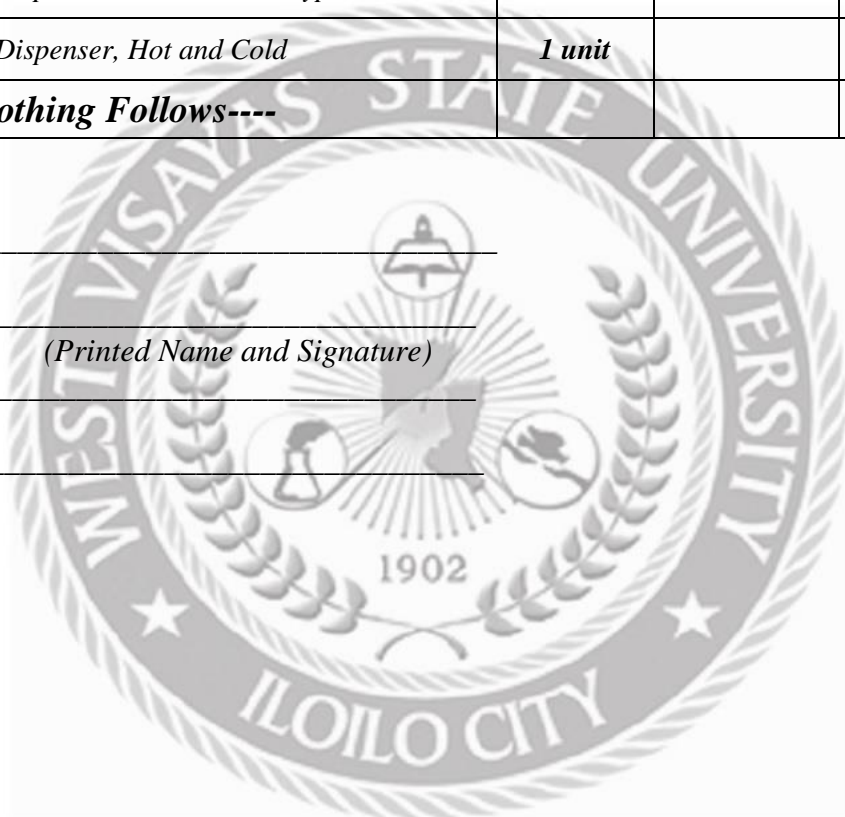 Dispenser, Hot and Cold 1 unit
othing Follows----
(Printed Name and Signature)
WEST VISAYAS STATE UNIVERSITY
1902
ILOILO CITY